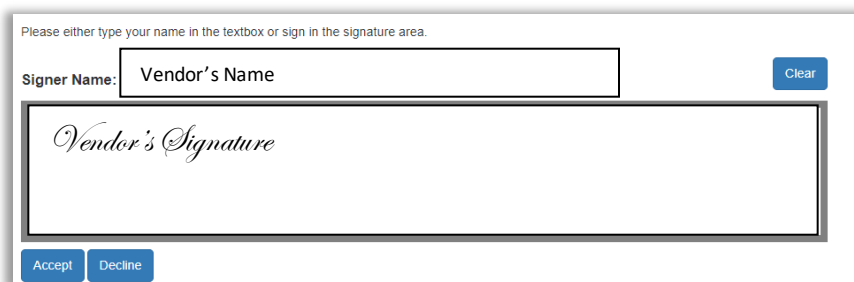 Please either type your name in the textbox or sign in the signature area.
Signer Name: Vendor’s Name Clear
Vendor’s Signature
Accept Decline